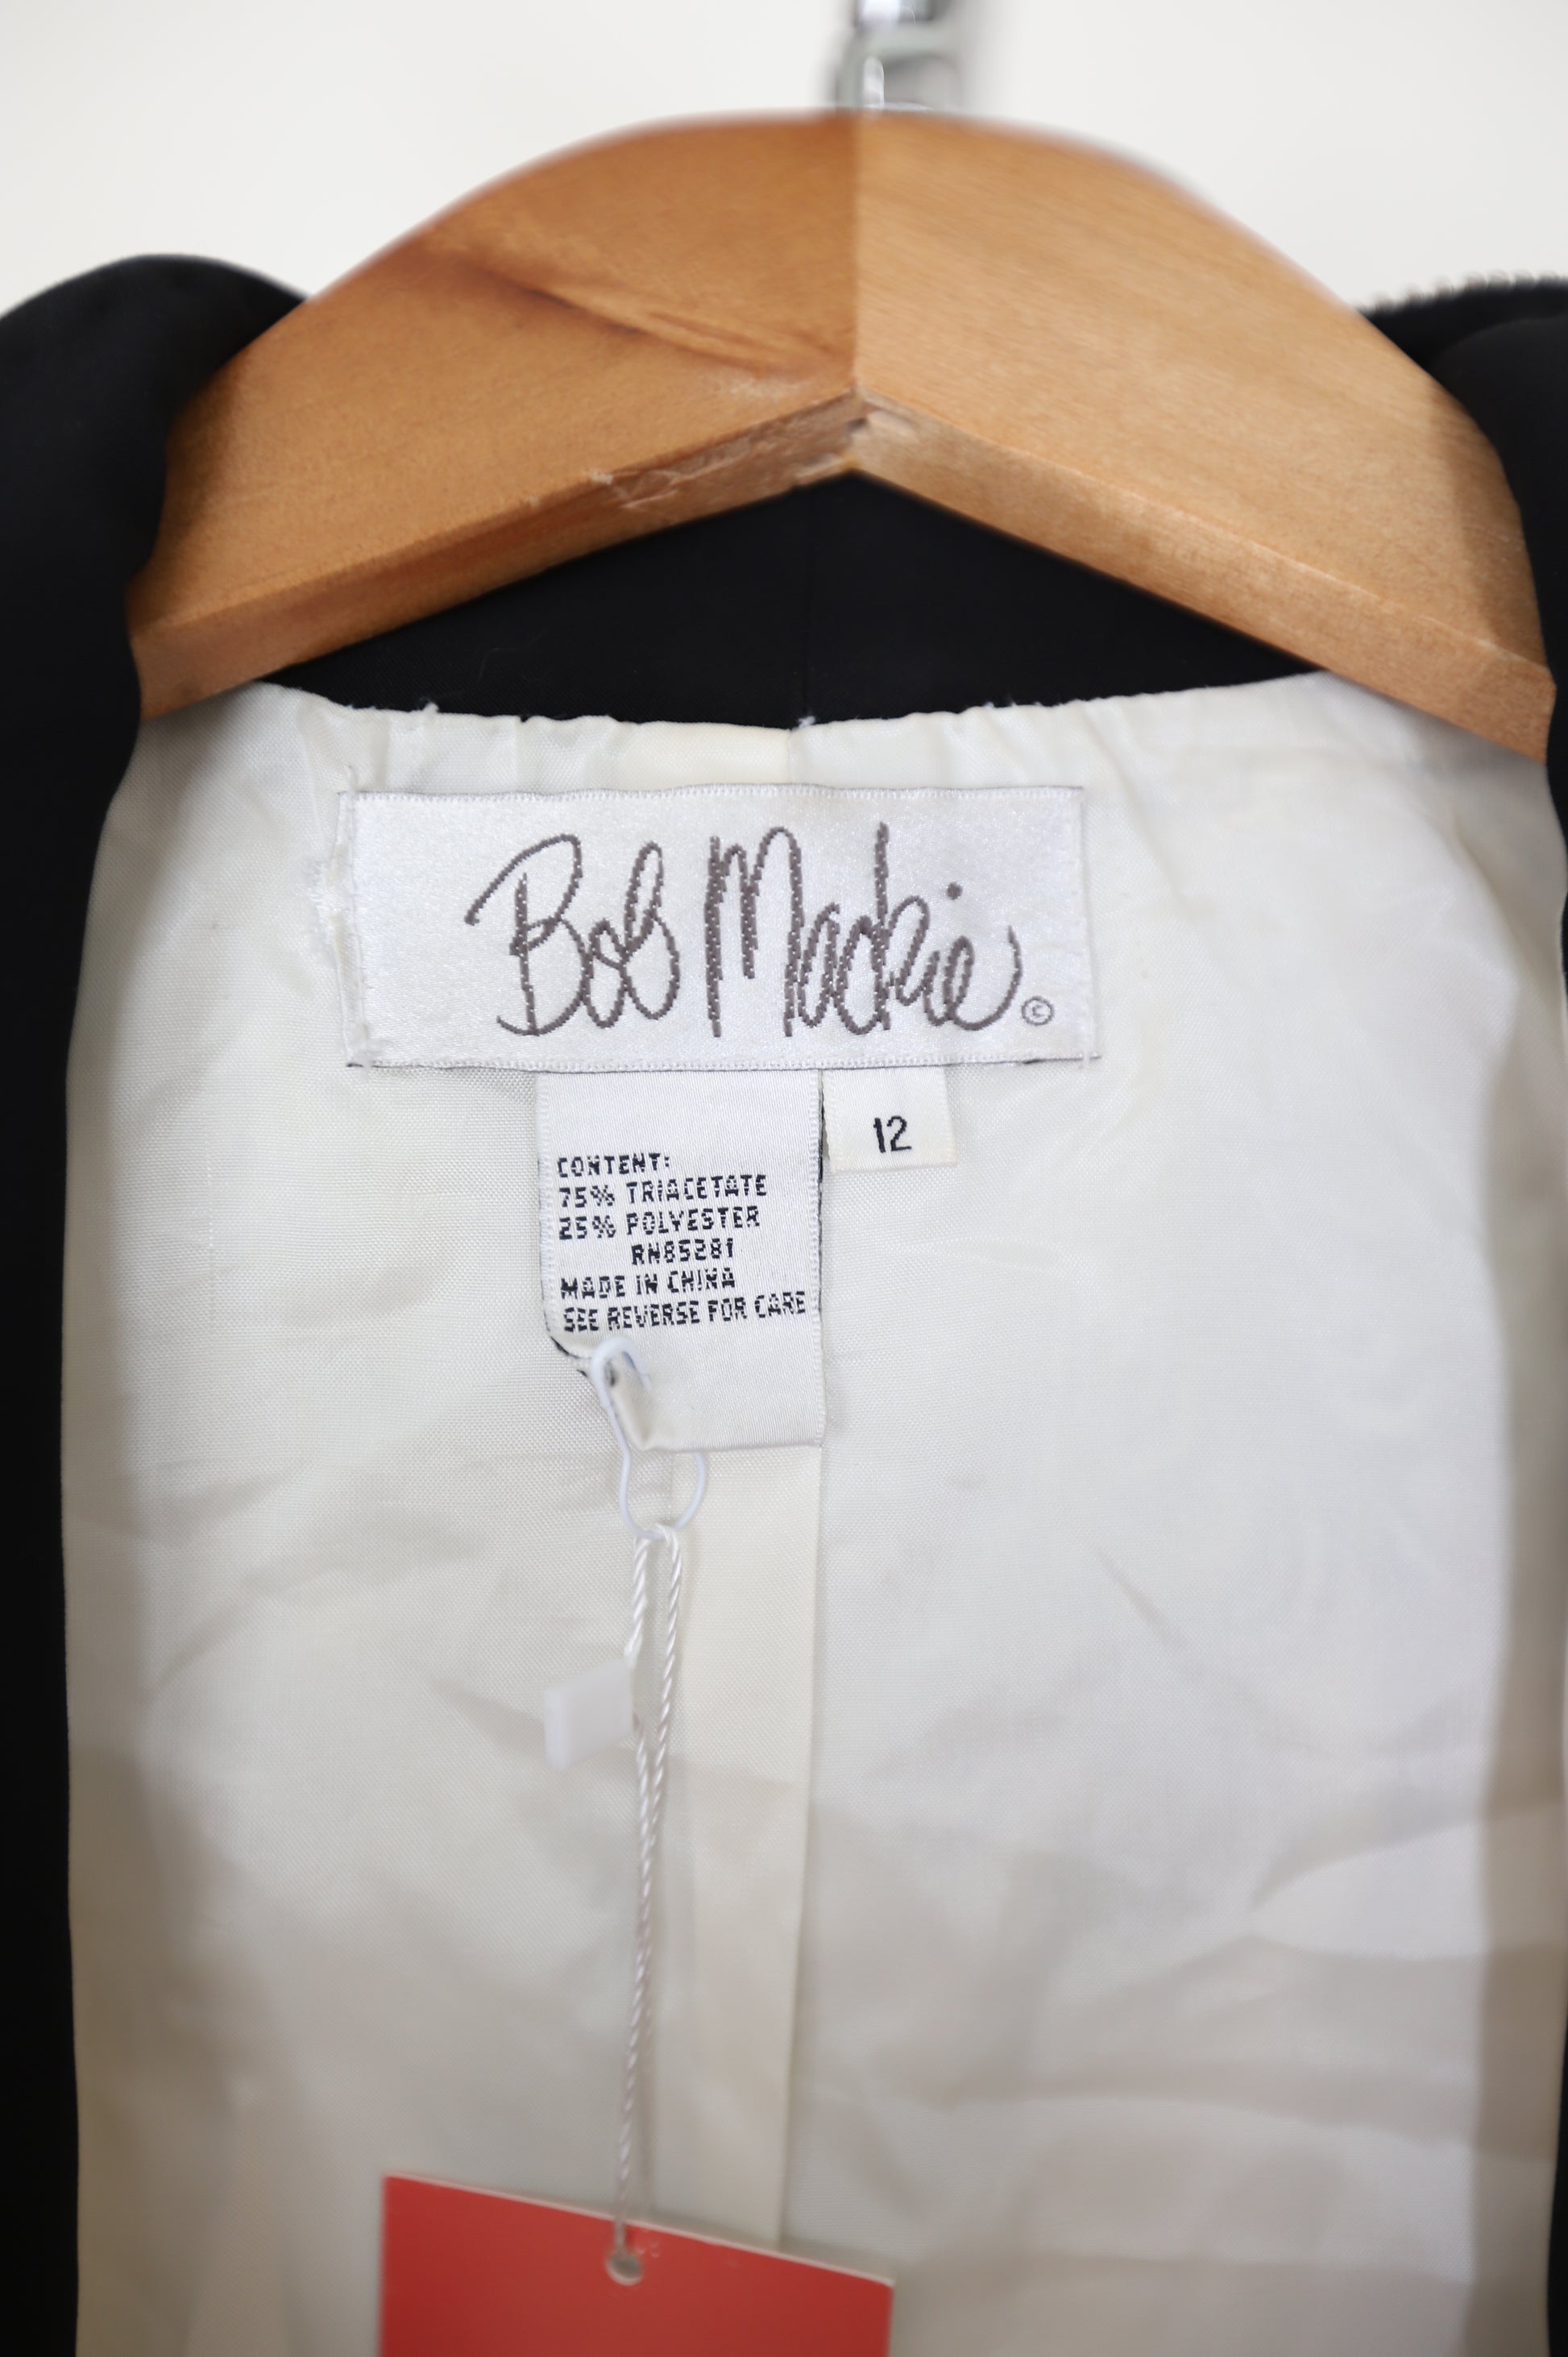 Bob Mackie ©
12
CONTENT:
75% TRIACETATE
25% POLYESTER
RN85281
MADE IN CHINA
SEE REVERSE FOR CARE